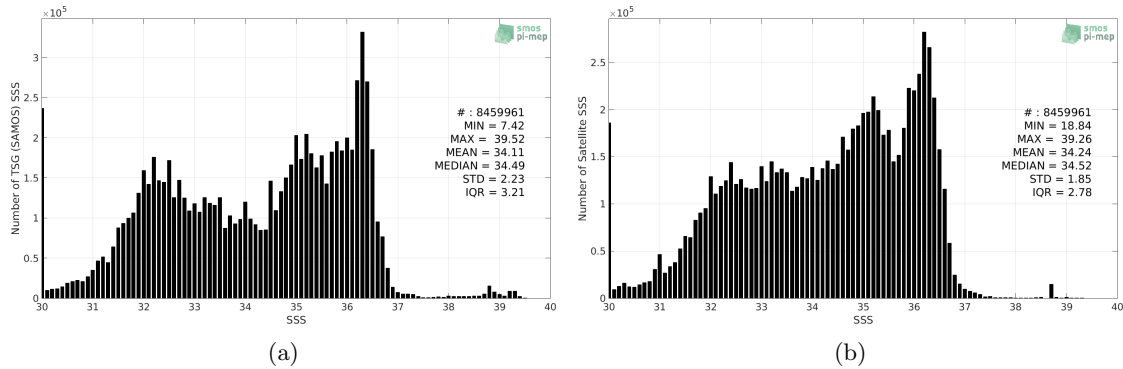 ×10⁵
3
2.5
2
1.5
1
0.5
0
30 31 32 33 34 35 36 37 38 39 40
SSS
Number of TSG (SAMOS) SSS
smos
pi-mep
# : 8459961
MIN = 7.42
MAX = 39.52
MEAN = 34.11
MEDIAN = 34.49
STD = 2.23
IQR = 3.21
(a)
×10⁵
2.5
2
1.5
1
0.5
0
30 31 32 33 34 35 36 37 38 39 40
SSS
Number of Satellite SSS
smos
pi-mep
# : 8459961
MIN = 18.84
MAX = 39.26
MEAN = 34.24
MEDIAN = 34.52
STD = 1.85
IQR = 2.78
(b)